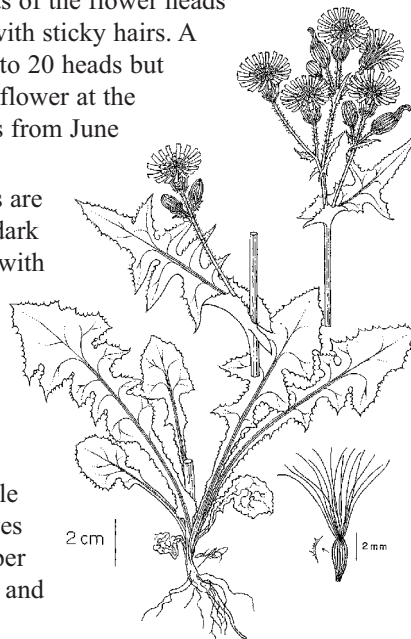 s of the flower heads
with sticky hairs. A
to 20 heads but
flower at the
s from June
s are
dark
with
le
es
per
and
2 cm
2 mm